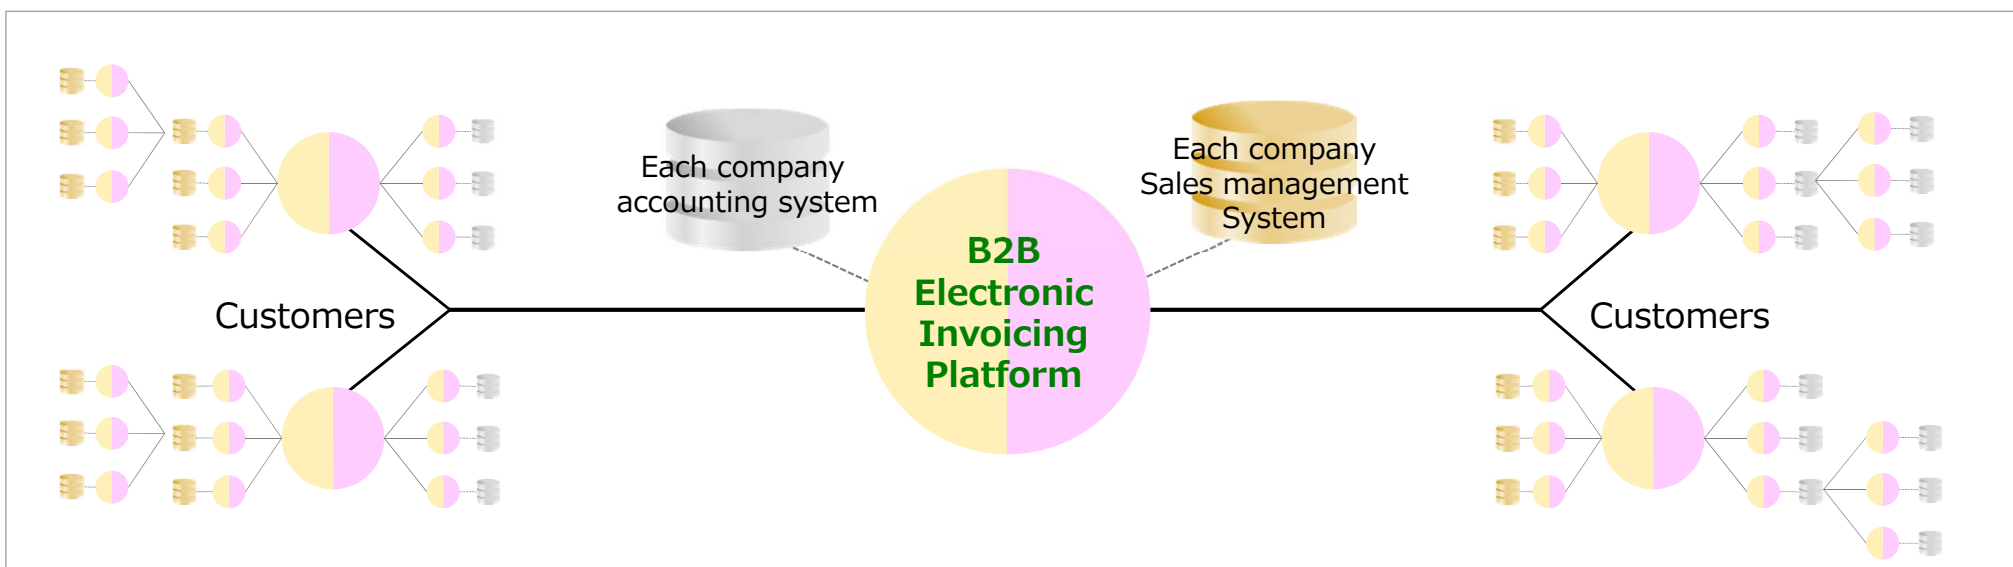 Each company
accounting system
Each company
Sales management
System
B2B
Electronic
Invoicing
Platform
Customers
Customers